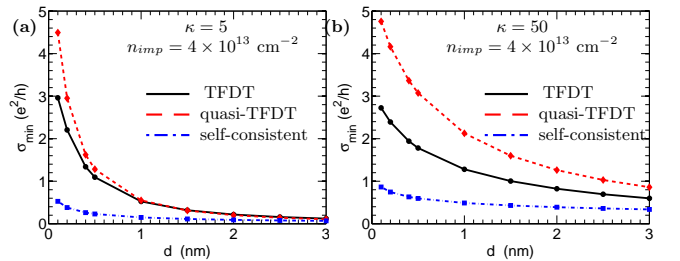 (a)
κ = 5
n_imp = 4 × 10^13 cm^−2
TFDT
quasi-TFDT
self-consistent
σ_min (e^2/h)
5
4
3
2
1
0
0 1 2 3
d (nm)
(b)
κ = 50
n_imp = 4 × 10^13 cm^−2
TFDT
quasi-TFDT
self-consistent
σ_min (e^2/h)
5
4
3
2
1
0
0 1 2 3
d (nm)